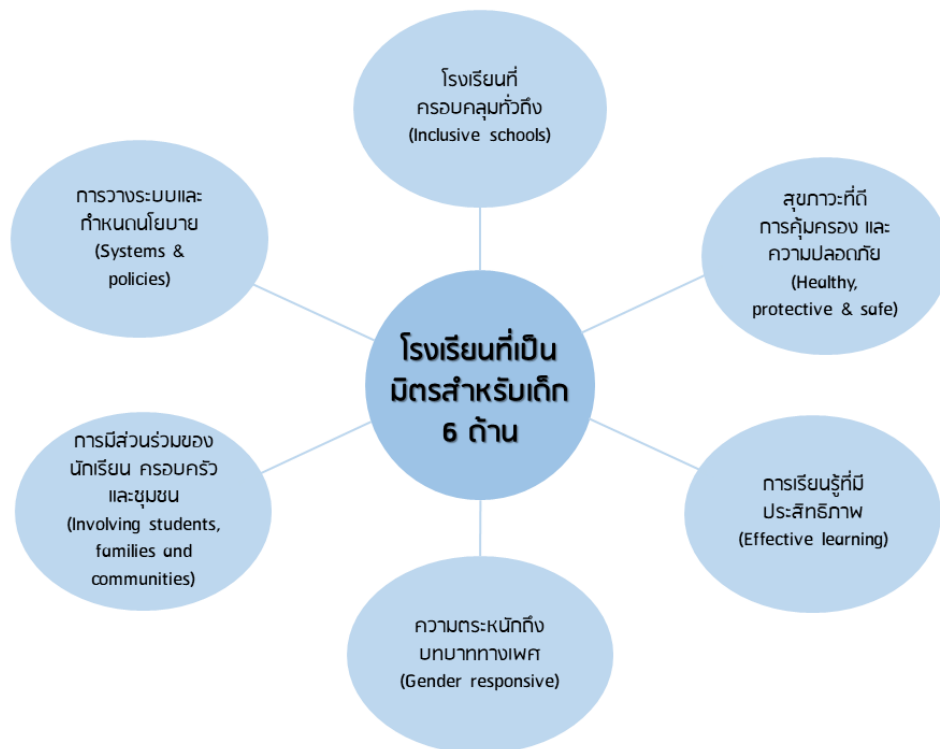 โรงเรียนที่
ครอบคลุมทั่วถึง
(Inclusive schools)
การวางระบบและ
กำหนดนโยบาย
(Systems &
policies)
สุขภาวะที่ดี
การคุ้มครอง และ
ความปลอดภัย
(Healthy,
protective & safe)
โรงเรียนที่เป็น
มิตรสำหรับเด็ก
6 ด้าน
การมีส่วนร่วมของ
นักเรียน ครอบครัว
และชุมชน
(Involving students,
families and
communities)
การเรียนรู้ที่มี
ประสิทธิภาพ
(Effective learning)
ความตระหนักถึง
บทบาททางเพศ
(Gender responsive)